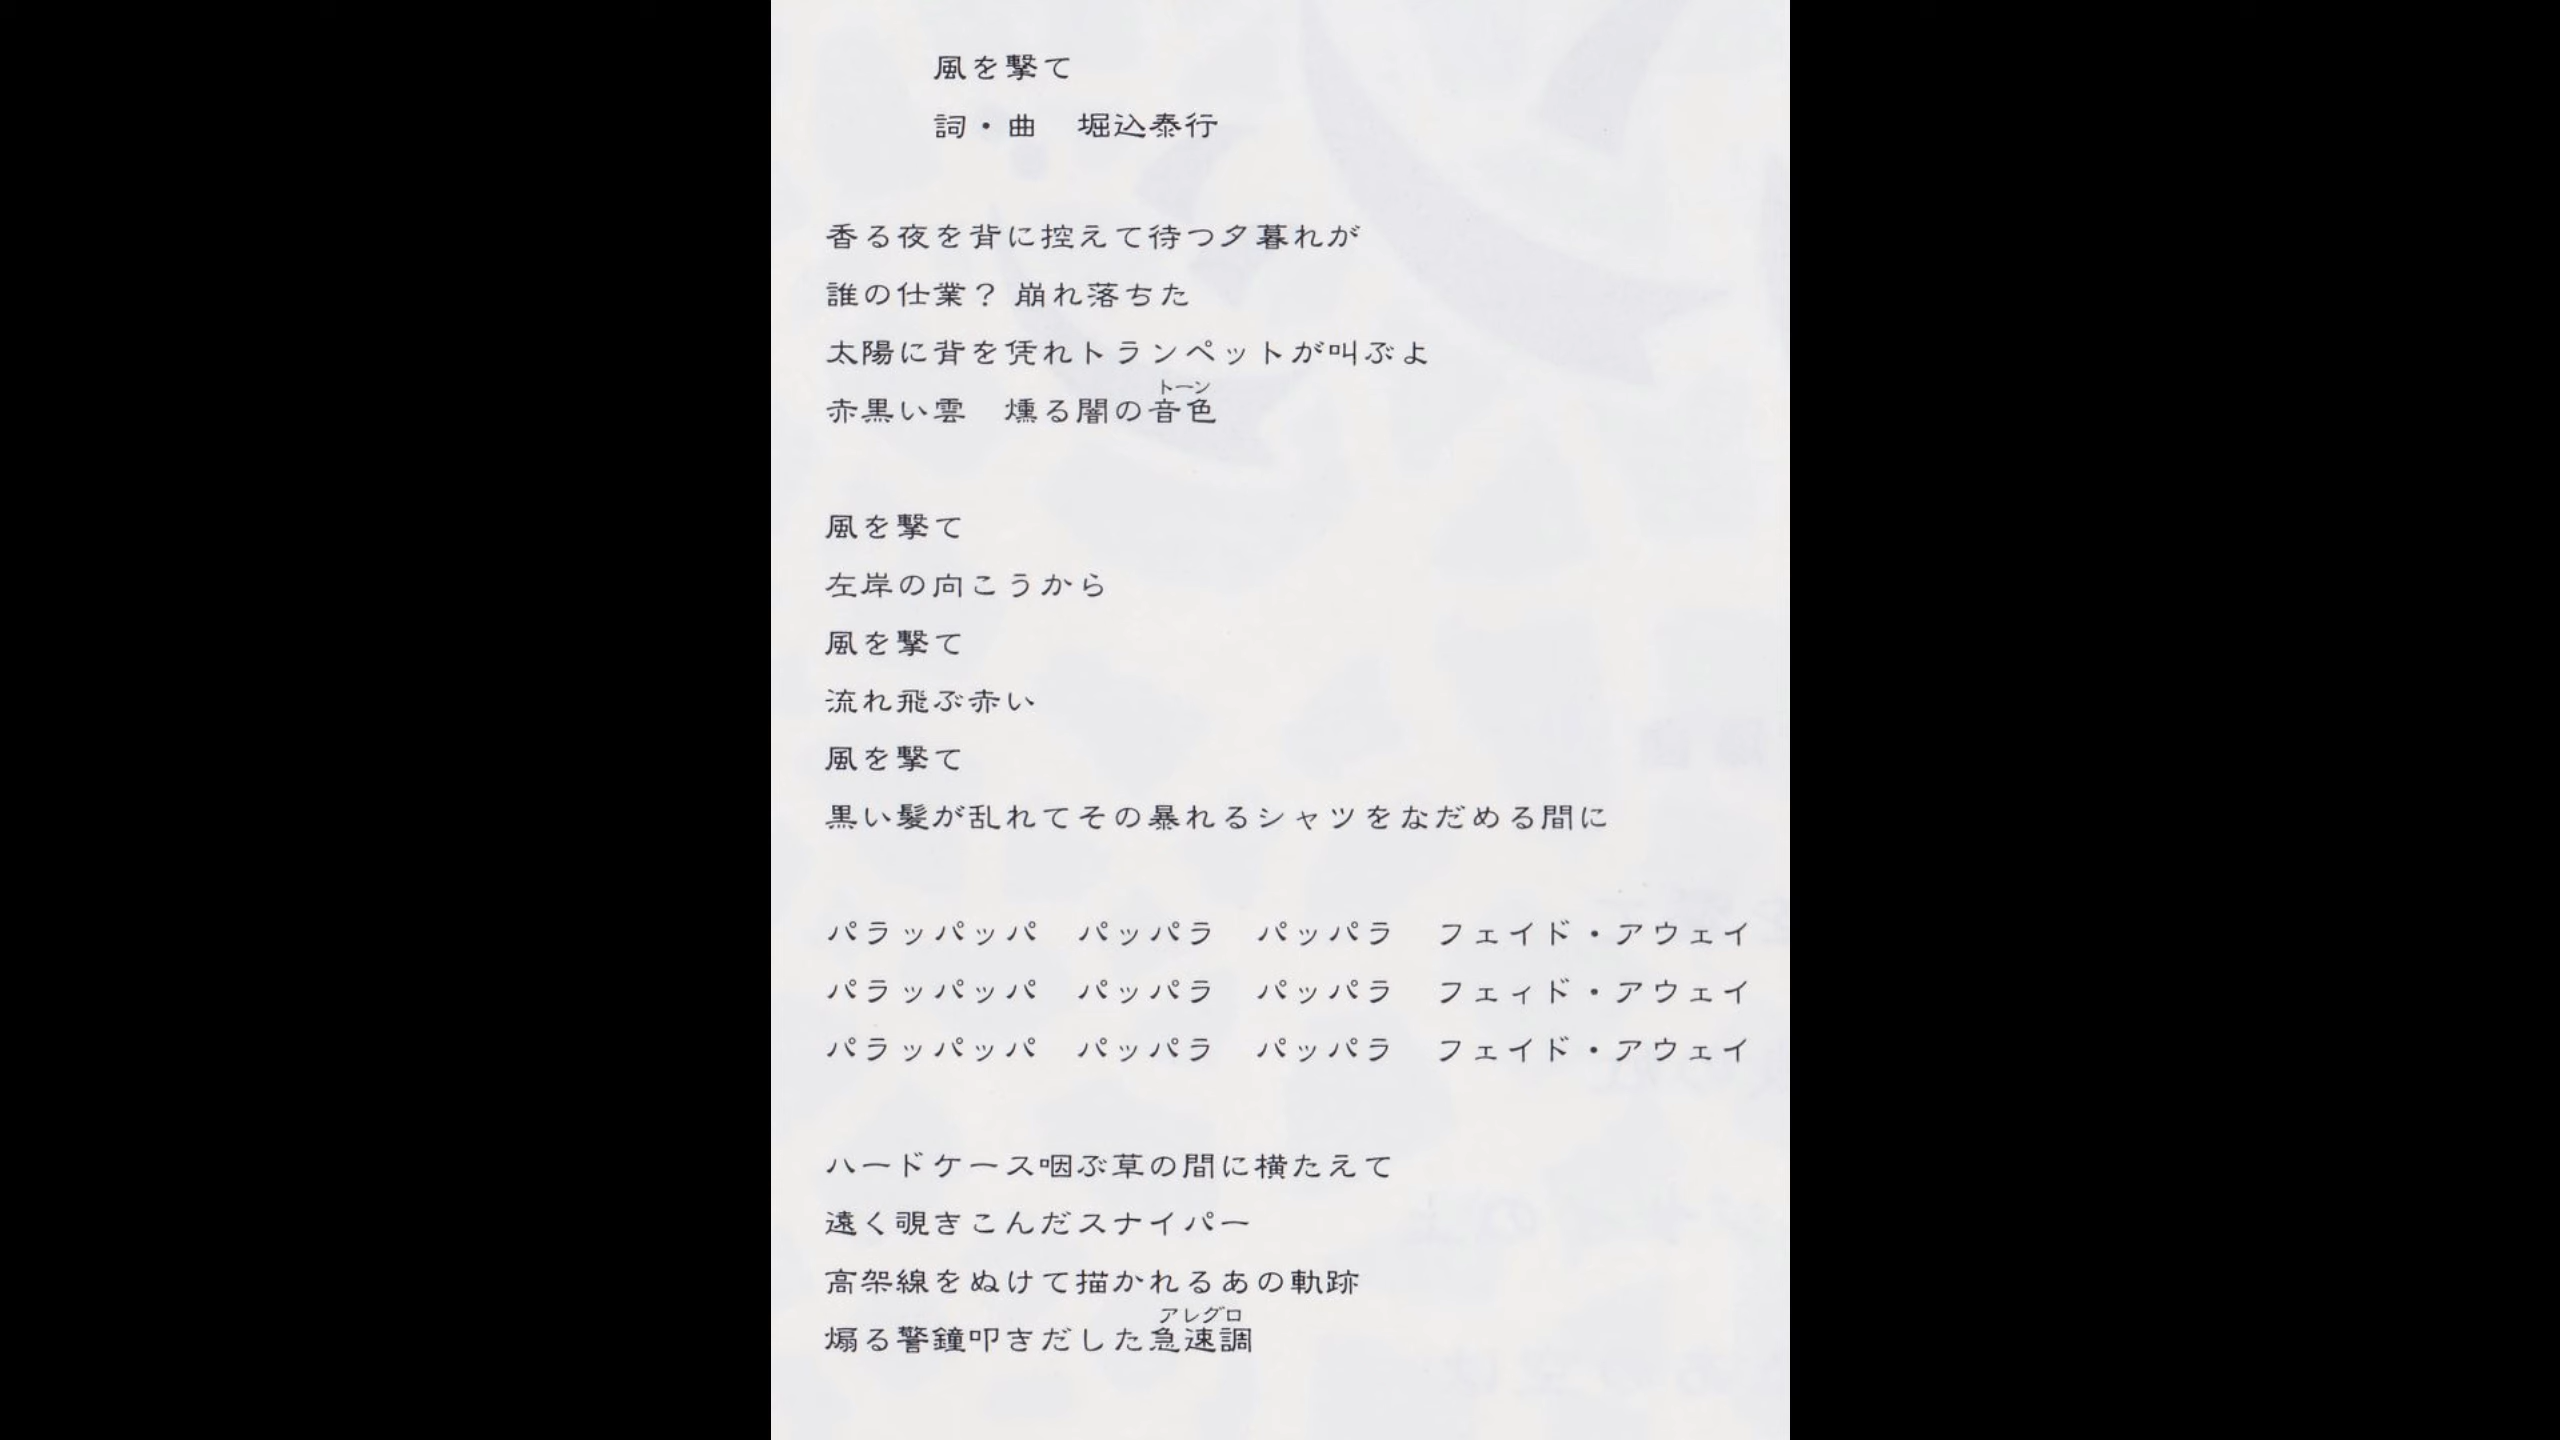 風を撃て
詞・曲　堀込泰行
香る夜を背に控えて待つ夕暮れが
誰の仕業？ 崩れ落ちた
太陽に背を凭れトランペットが叫ぶよ
トーン
赤黒い雲　燻る闇の音色
風を撃て
左岸の向こうから
風を撃て
流れ飛ぶ赤い
風を撃て
黒い髪が乱れてその暴れるシャツをなだめる間に
パラッパッパ　パッパラ　パッパラ　フェイド・アウェイ
パラッパッパ　パッパラ　パッパラ　フェィド・アウェイ
パラッパッパ　パッパラ　パッパラ　フェイド・アウェイ
ハードケース咽ぶ草の間に横たえて
遠く覗きこんだスナイパー
高架線をぬけて描かれるあの軌跡
アレグロ
煽る警鐘叩きだした急速調